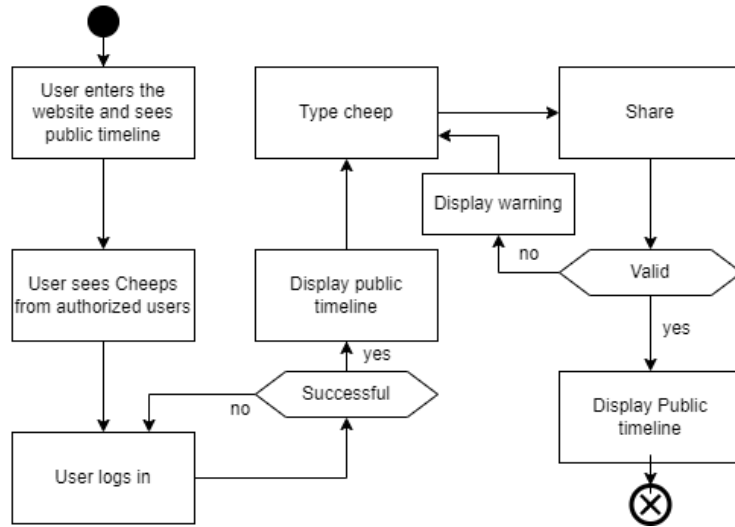 User enters the
website and sees
public timeline
User sees Cheeps
from authorized users
User logs in
no
Successful
yes
Display public
timeline
Type cheep
Share
Valid
no
Display warning
yes
Display Public
timeline